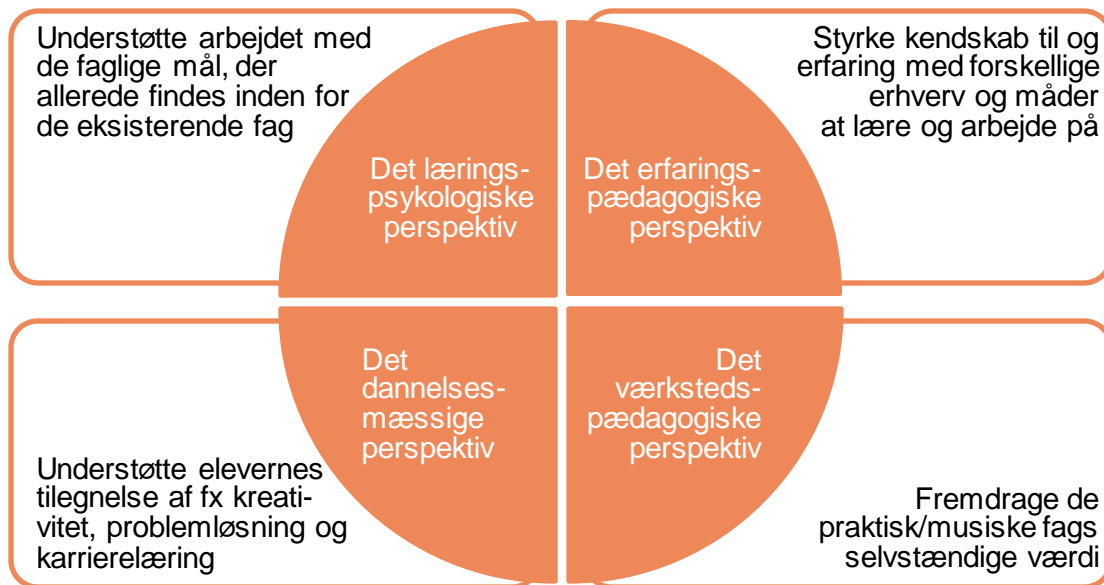 Understøtte arbejdet med
de faglige mål, der
allerede findes inden for
de eksisterende fag
Det lærings-
psykologiske
perspektiv
Styrke kendskab til og
erfaring med forskellige
erhverv og måder
at lære og arbejde på
Det erfarings-
pædagogiske
perspektiv
Det
dannelses-
mæssige
perspektiv
Understøtte elevernes
tilegnelse af fx kreati-
vitet, problemløsning og
karrierelæring
Det
værksteds-
pædagogiske
perspektiv
Fremdrage de
praktisk/musiske fags
selvstændige værdi